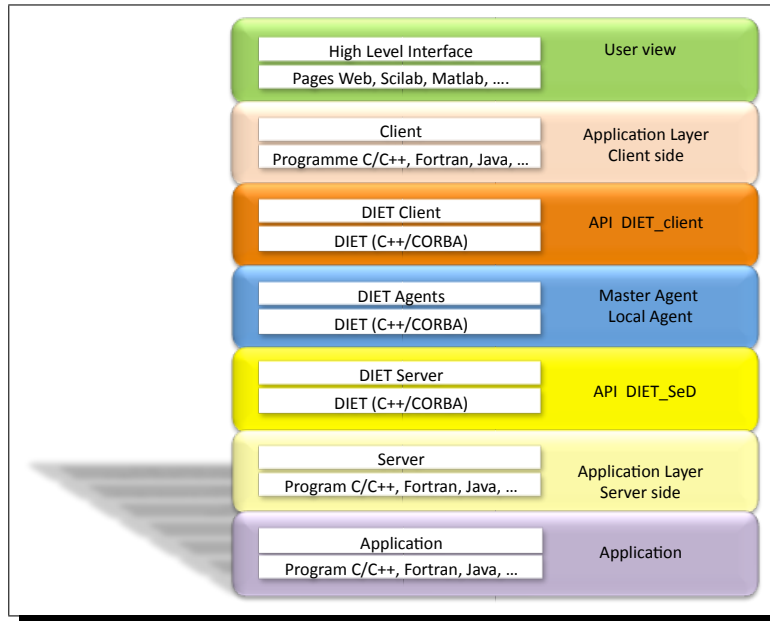 High Level Interface
Pages Web, Scilab, Matlab, ....
User view
Client
Programme C/C++, Fortran, Java, ...
Application Layer
Client side
DIET Client
DIET (C++/CORBA)
API DIET_client
DIET Agents
DIET (C++/CORBA)
Master Agent
Local Agent
DIET Server
DIET (C++/CORBA)
API DIET_SeD
Server
Program C/C++, Fortran, Java, ...
Application Layer
Server side
Application
Program C/C++, Fortran, Java, ...
Application